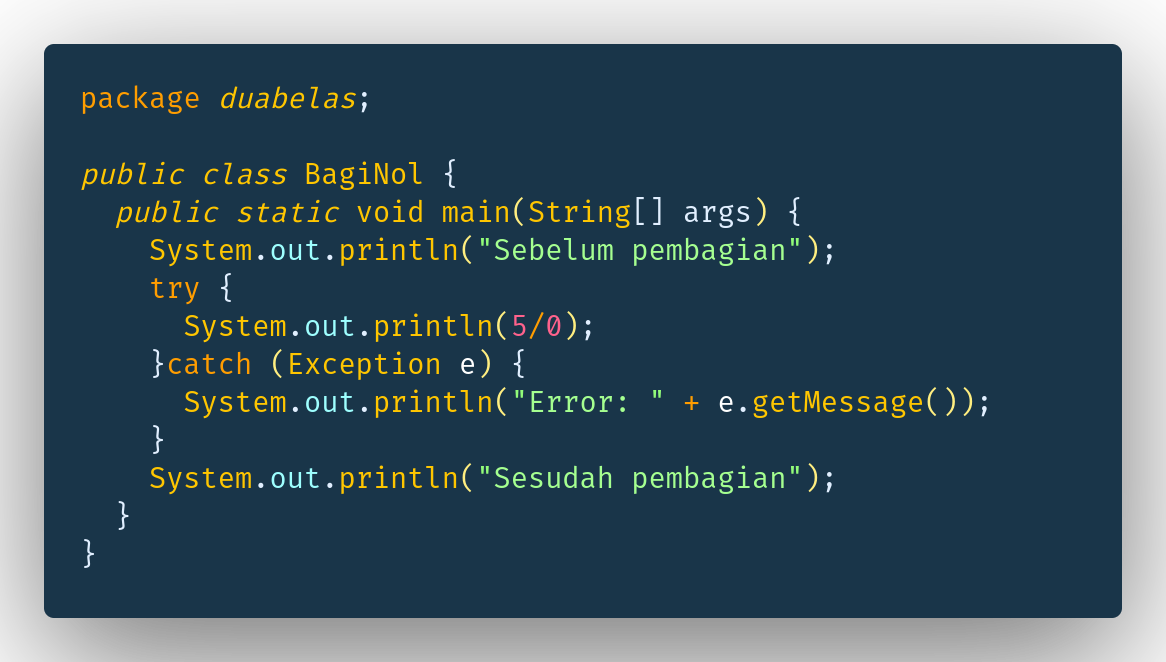 package duabelas;
public class BagiNol {
  public static void main(String[] args) {
    System.out.println("Sebelum pembagian");
    try {
      System.out.println(5/0);
    }catch (Exception e) {
      System.out.println("Error: " + e.getMessage());
    }
    System.out.println("Sesudah pembagian");
  }
}